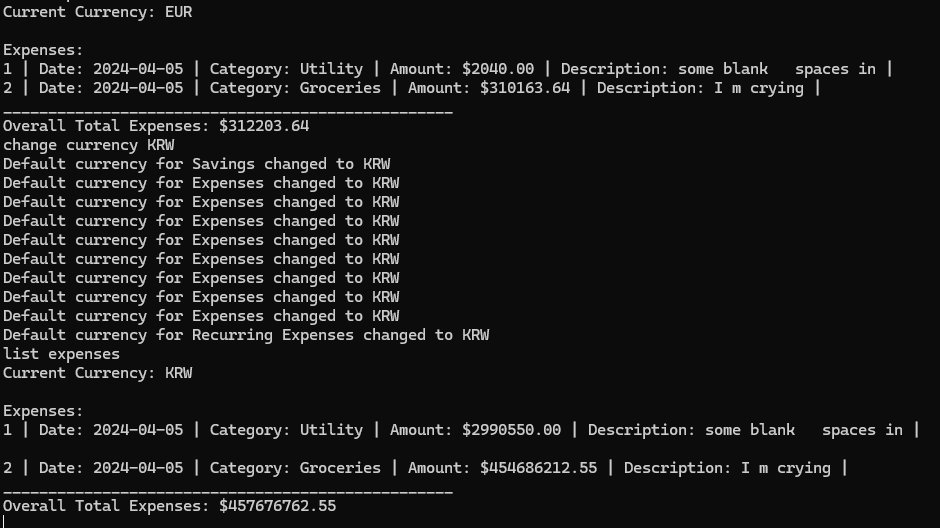 Current Currency: EUR
Expenses:
1 | Date: 2024-04-05 | Category: Utility | Amount: $2040.00 | Description: some blank   spaces in |
2 | Date: 2024-04-05 | Category: Groceries | Amount: $310163.64 | Description: I m crying |
__________________________________________________
Overall Total Expenses: $312203.64
change currency KRW
Default currency for Savings changed to KRW
Default currency for Expenses changed to KRW
Default currency for Expenses changed to KRW
Default currency for Expenses changed to KRW
Default currency for Expenses changed to KRW
Default currency for Expenses changed to KRW
Default currency for Expenses changed to KRW
Default currency for Expenses changed to KRW
Default currency for Expenses changed to KRW
Default currency for Recurring Expenses changed to KRW
list expenses
Current Currency: KRW
Expenses:
1 | Date: 2024-04-05 | Category: Utility | Amount: $2990550.00 | Description: some blank   spaces in |
2 | Date: 2024-04-05 | Category: Groceries | Amount: $454686212.55 | Description: I m crying |
__________________________________________________
Overall Total Expenses: $457676762.55